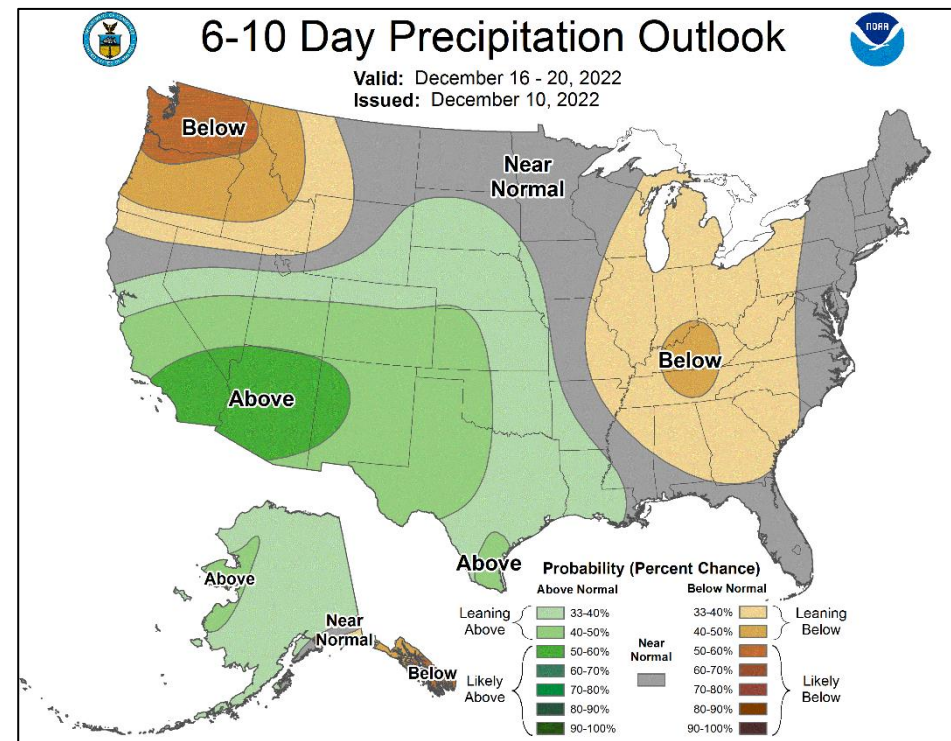 6-10 Day Precipitation Outlook
NOAA
Valid: December 16 - 20, 2022
Issued: December 10, 2022
Below
Near
Normal
Below
Above
Above
Above
Near
Normal
Below
Probability (Percent Chance)
Above Normal
Below Normal
Leaning
Above
33-40%
40-50%
Likely
Above
50-60%
60-70%
70-80%
80-90%
90-100%
Near
Normal
33-40%
40-50%
Leaning
Below
50-60%
60-70%
70-80%
80-90%
90-100%
Likely
Below